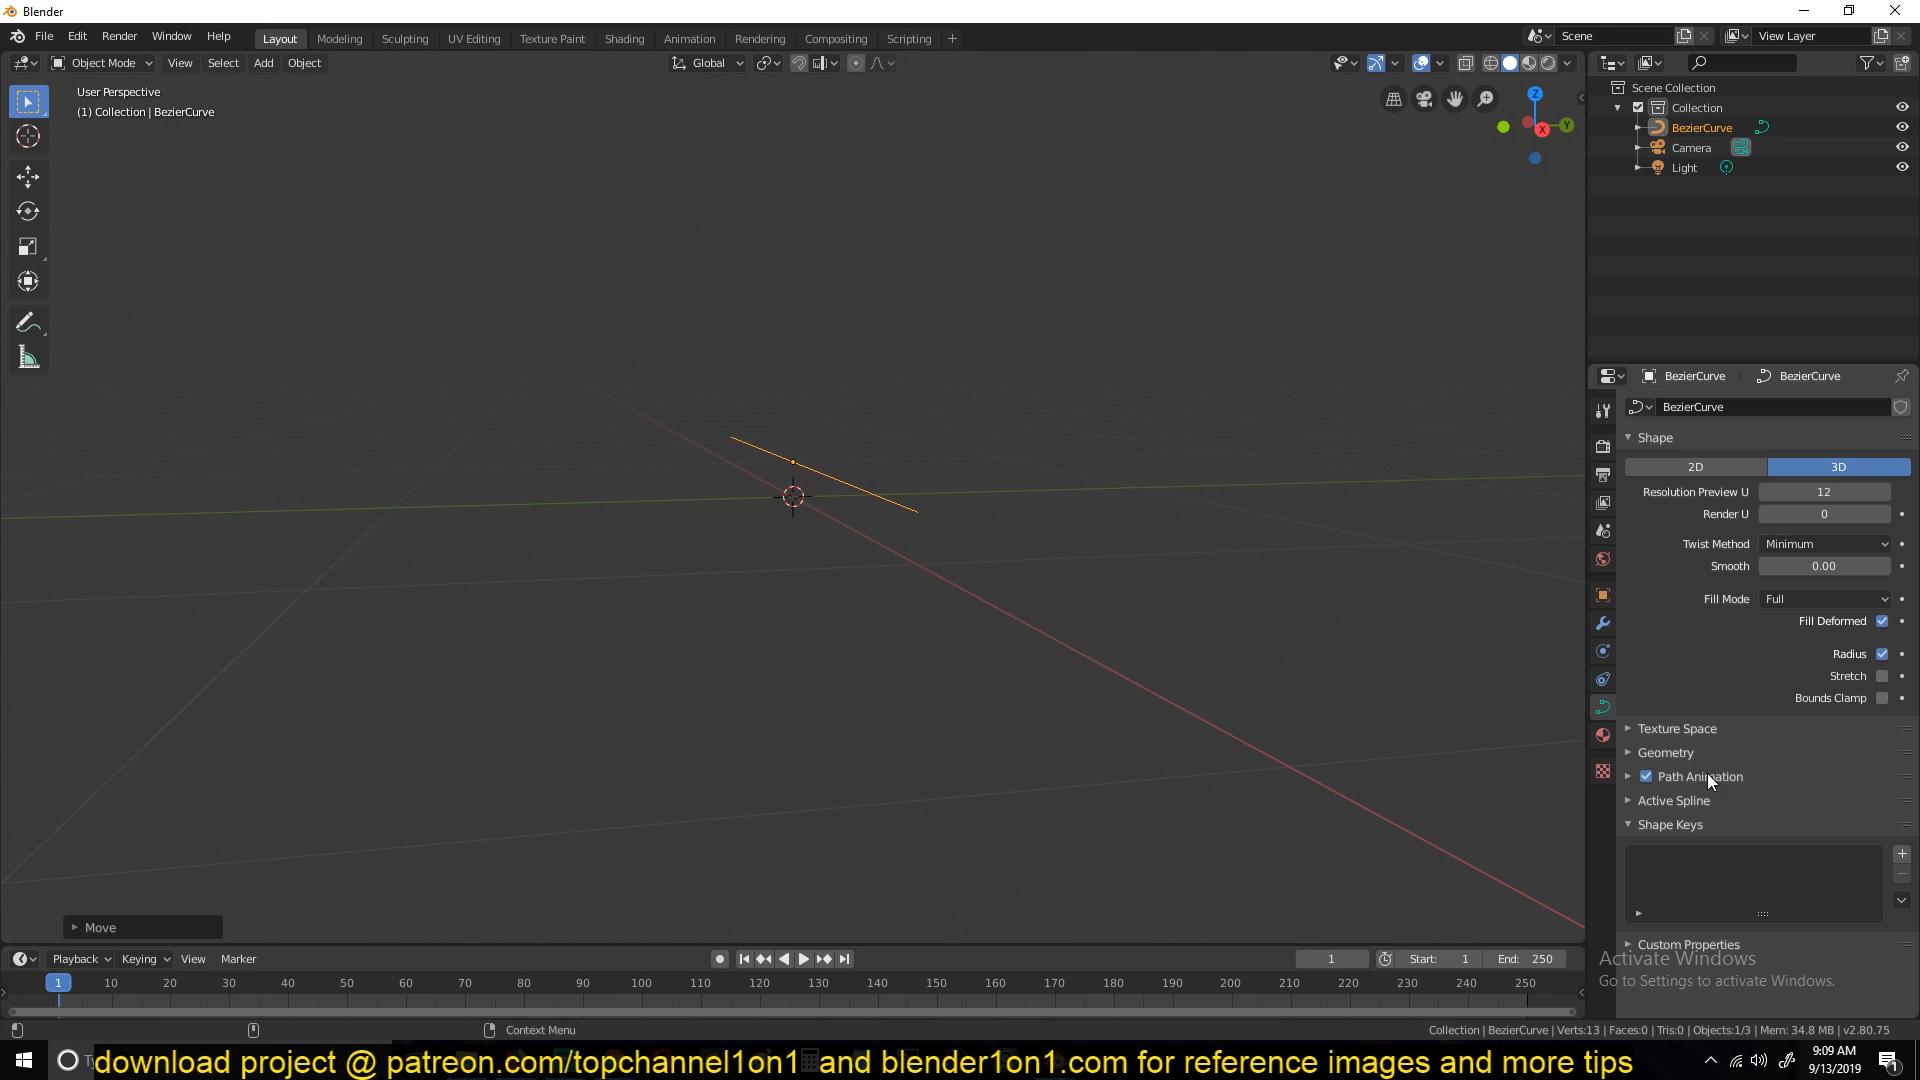 Blender
File Edit Render Window Help
Layout Modeling Sculpting UV Editing Texture Paint Shading Animation Rendering Compositing Scripting
Scene
View Layer
Object Mode View Select Add Object
Global
User Perspective
(1) Collection | BezierCurve
Z
Y
X
Scene Collection
Collection
BezierCurve
Camera
Light
BezierCurve BezierCurve
BezierCurve
Shape
2D 3D
Resolution Preview U 12
Render U 0
Twist Method Minimum
Smooth 0.00
Fill Mode Full
Fill Deformed
Radius
Stretch
Bounds Clamp
Texture Space
Geometry
Path Animation
Active Spline
Shape Keys
Custom Properties
Activate Windows
Go to Settings to activate Windows.
Move
Playback Keying View Marker
1 Start: 1 End: 250
1 10 20 30 40 50 60 70 80 90 100 110 120 130 140 150 160 170 180 190 200 210 220 230 240 250
Context Menu
Collection | BezierCurve | Verts:13 | Faces:0 | Tris:0 | Objects:1/3 | Mem: 34.8 MB | v2.80.75
download project @ patreon.com/topchannel1on1 and blender1on1.com for reference images and more tips
9:09 AM
9/13/2019
1